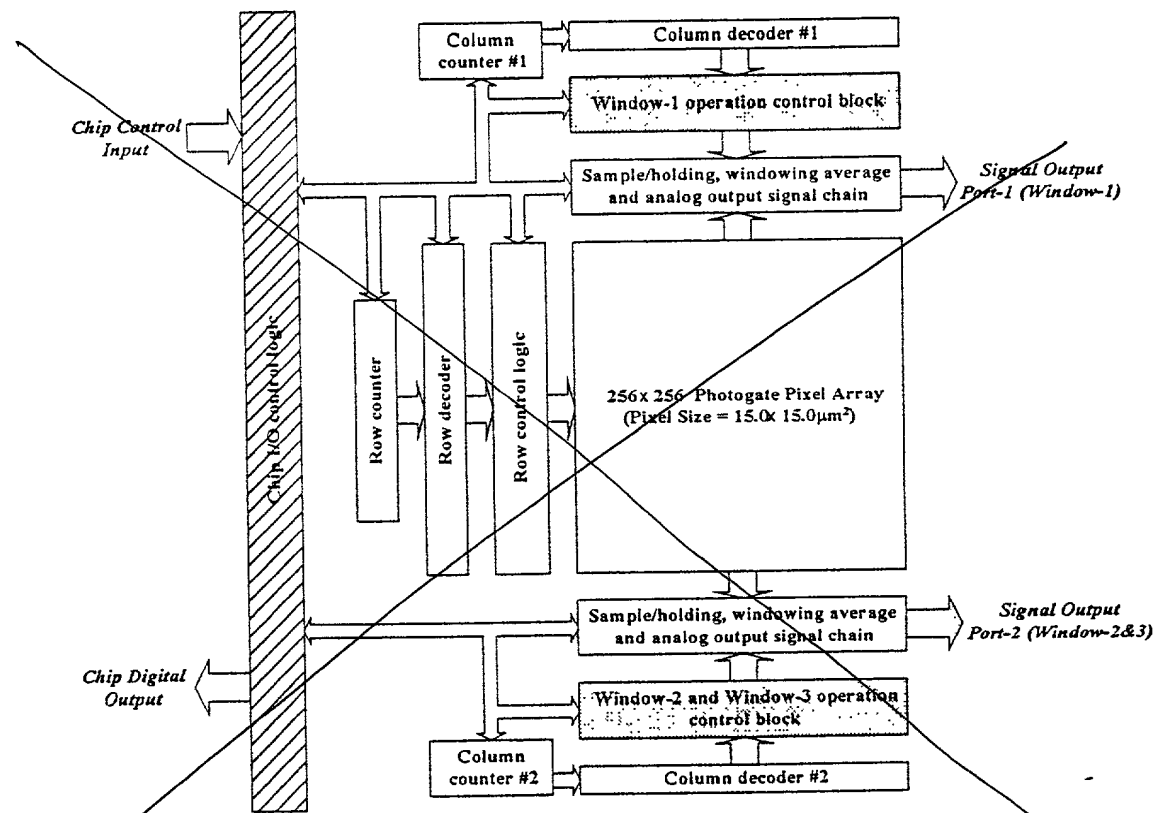 Column
counter #1
Column decoder #1
Window-1 operation control block
Chip Control
Input
Sample/holding, windowing average
and analog output signal chain
Signal Output
Port-1 (Window-1)
Chip I/O control logic
Row counter
Row decoder
Row control logic
256x 256 Photogate Pixel Array
(Pixel Size = 15.0x 15.0µm²)
Sample/holding, windowing average
and analog output signal chain
Signal Output
Port-2 (Window-2&3)
Chip Digital
Output
Window-2 and Window-3 operation
control block
Column
counter #2
Column decoder #2